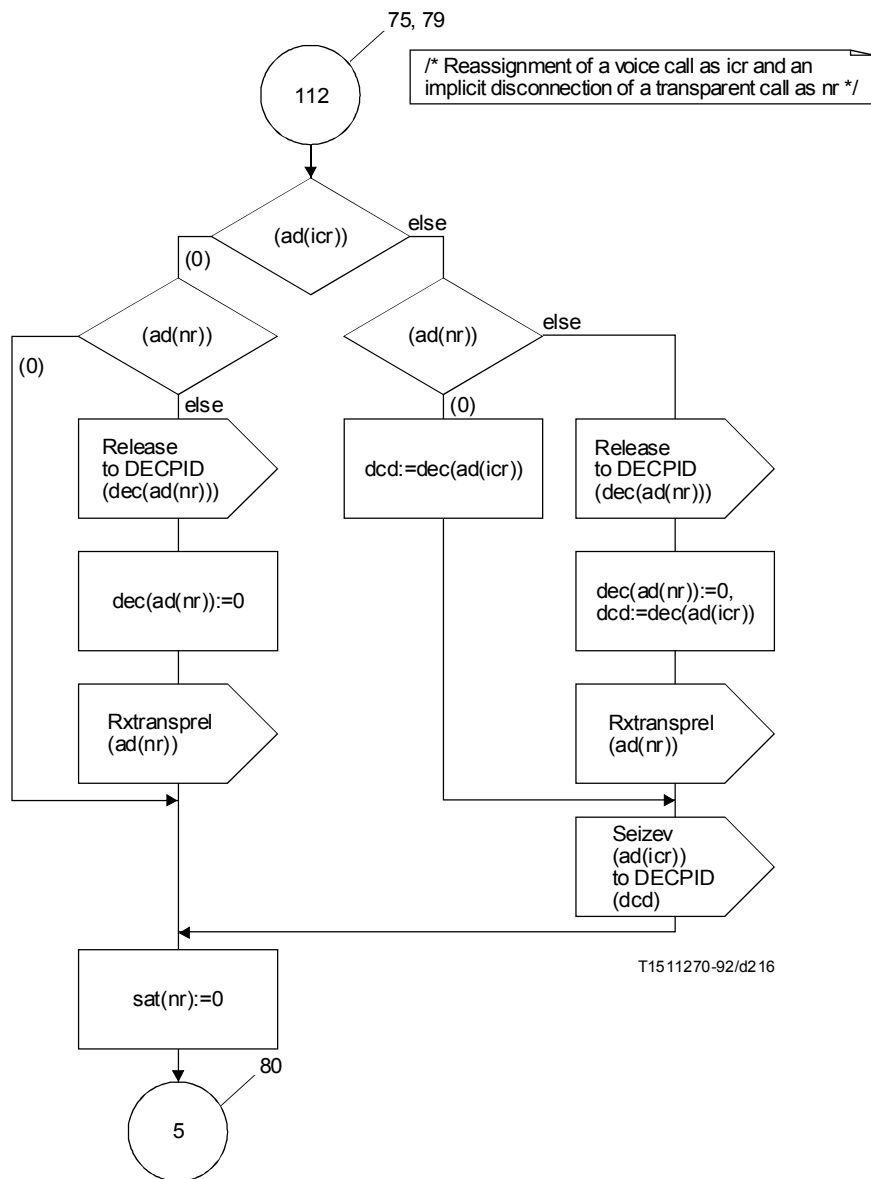 75, 79
112
/* Reassignment of a voice call as icr and an
implicit disconnection of a transparent call as nr */
(ad(icr))
else
(0)
(ad(nr))
(0)
else
(ad(nr))
else
(0)
Release
to DECPID
(dec(ad(nr)))
dcd:=dec(ad(icr))
Release
to DECPID
(dec(ad(nr)))
dec(ad(nr)):=0
dec(ad(nr)):=0,
dcd:=dec(ad(icr))
Rxtransprel
(ad(nr))
Rxtransprel
(ad(nr))
Seizev
(ad(icr))
to DECPID
(dcd)
T1511270-92/d216
sat(nr):=0
80
5